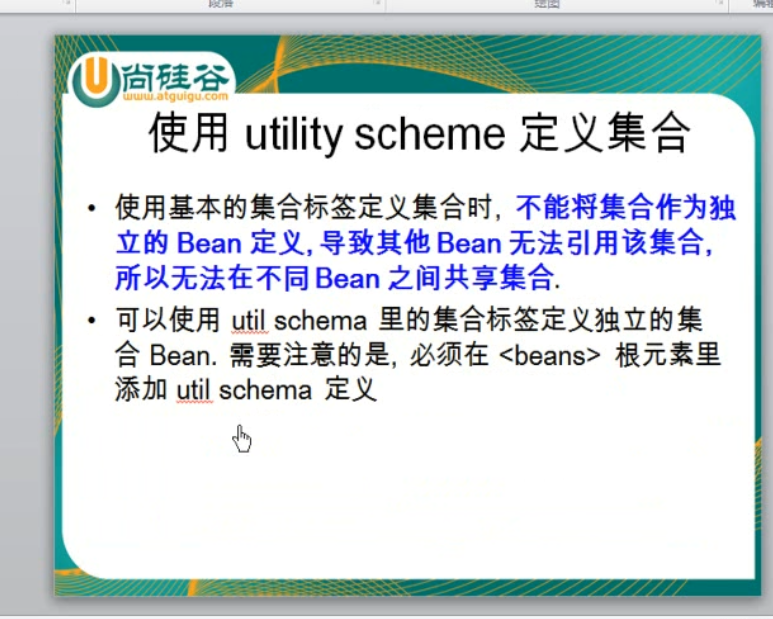 段落
绘图
尚硅谷
www.atguigu.com
使用 utility scheme 定义集合
• 使用基本的集合标签定义集合时, 不能将集合作为独
立的 Bean 定义, 导致其他 Bean 无法引用该集合,
所以无法在不同 Bean 之间共享集合.
• 可以使用 util schema 里的集合标签定义独立的集
合 Bean. 需要注意的是, 必须在 <beans> 根元素里
添加 util schema 定义